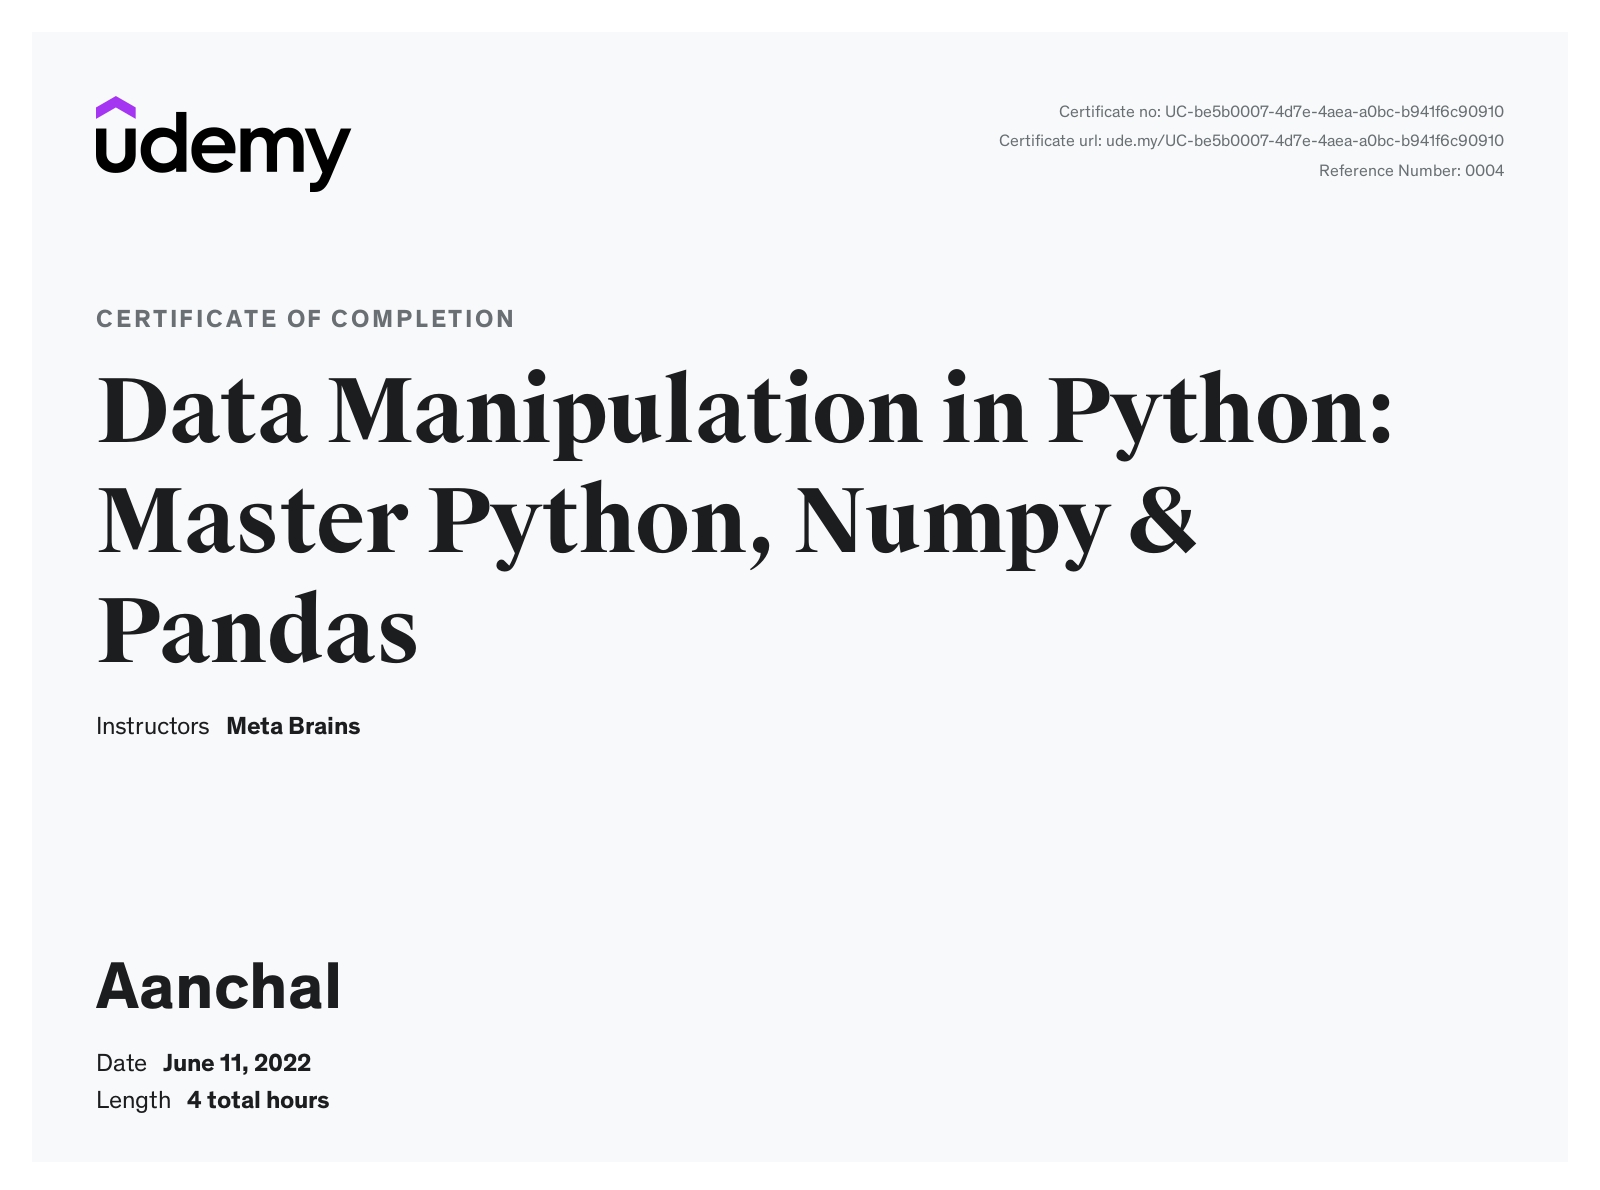 udemy
Certificate no: UC-be5b0007-4d7e-4aea-a0bc-b941f6c90910
Certificate url: ude.my/UC-be5b0007-4d7e-4aea-a0bc-b941f6c90910
Reference Number: 0004
CERTIFICATE OF COMPLETION
Data Manipulation in Python:
Master Python, Numpy &
Pandas
Instructors Meta Brains
Aanchal
Date June 11, 2022
Length 4 total hours